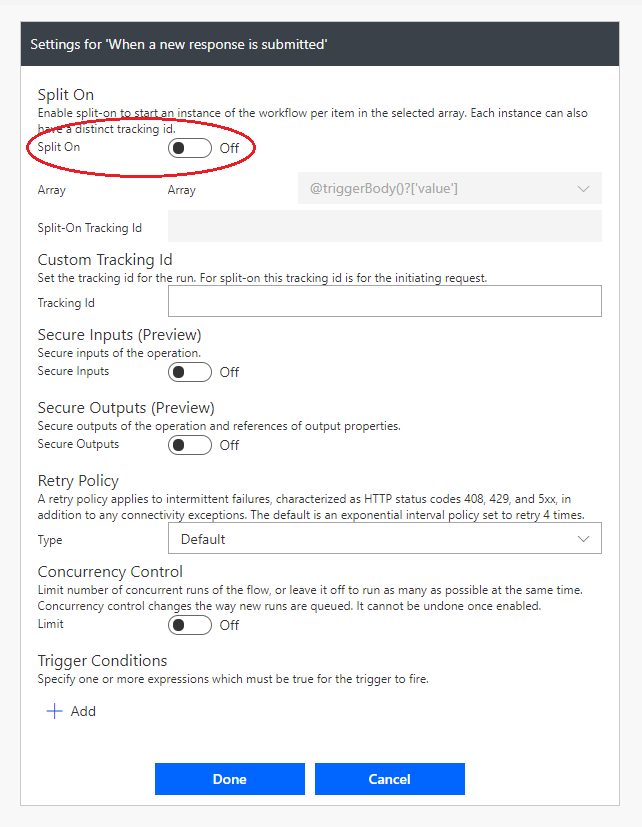 Settings for 'When a new response is submitted'
Split On
Enable split-on to start an instance of the workflow per item in the selected array. Each instance can also
have a distinct tracking id.
Split On Off
Array Array @triggerBody()?['value']
Split-On Tracking Id
Custom Tracking Id
Set the tracking id for the run. For split-on this tracking id is for the initiating request.
Tracking Id
Secure Inputs (Preview)
Secure inputs of the operation.
Secure Inputs Off
Secure Outputs (Preview)
Secure outputs of the operation and references of output properties.
Secure Outputs Off
Retry Policy
A retry policy applies to intermittent failures, characterized as HTTP status codes 408, 429, and 5xx, in
addition to any connectivity exceptions. The default is an exponential interval policy set to retry 4 times.
Type Default
Concurrency Control
Limit number of concurrent runs of the flow, or leave it off to run as many as possible at the same time.
Concurrency control changes the way new runs are queued. It cannot be undone once enabled.
Limit Off
Trigger Conditions
Specify one or more expressions which must be true for the trigger to fire.
Add
Done Cancel